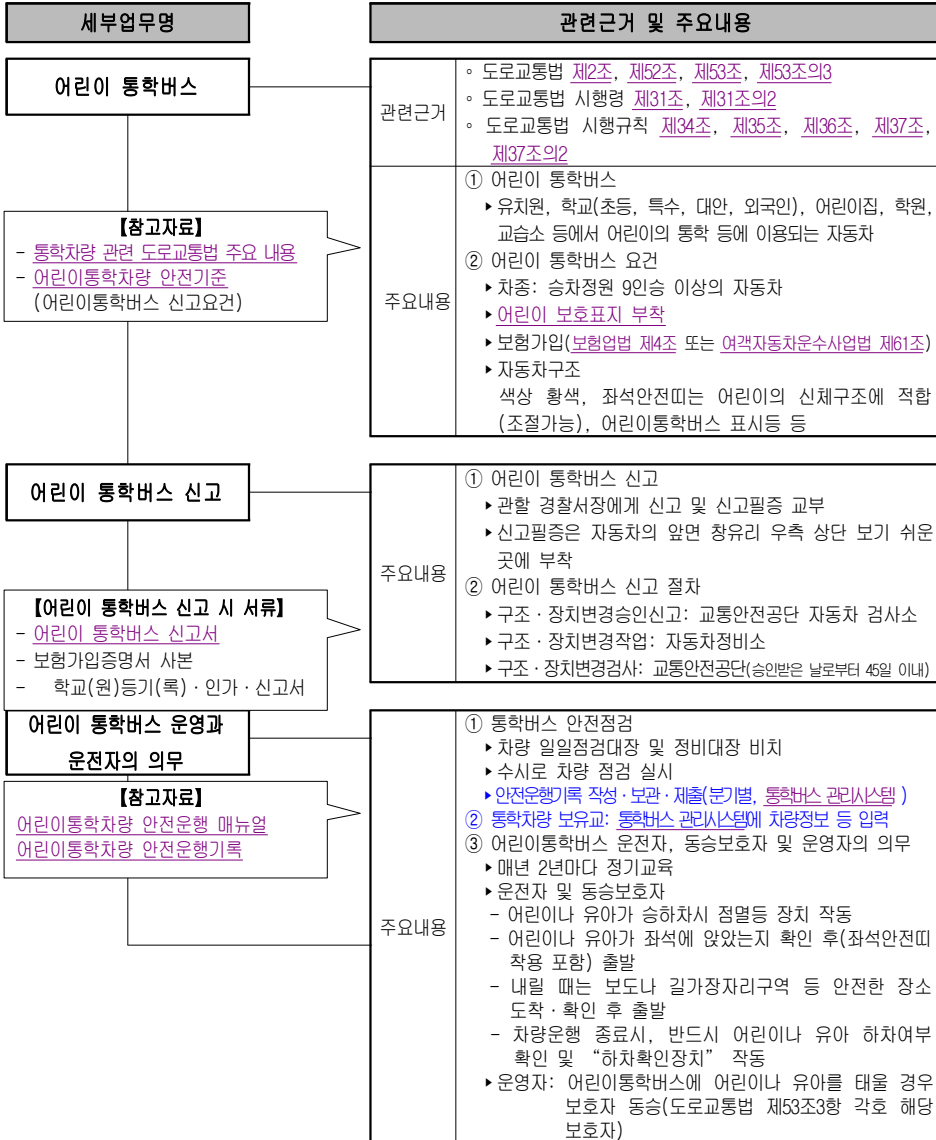 세부업무명
관련근거 및 주요내용
어린이 통학버스
관련근거
◦ 도로교통법 제2조, 제52조, 제53조, 제53조의3
◦ 도로교통법 시행령 제31조, 제31조의2
◦ 도로교통법 시행규칙 제34조, 제35조, 제36조, 제37조,
제37조의2
【참고자료】
- 통학차량 관련 도로교통법 주요 내용
- 어린이통학차량 안전기준
(어린이통학버스 신고요건)
주요내용
① 어린이 통학버스
▸유치원, 학교(초등, 특수, 대안, 외국인), 어린이집, 학원,
교습소 등에서 어린이의 통학 등에 이용되는 자동차
② 어린이 통학버스 요건
▸차종: 승차정원 9인승 이상의 자동차
▸어린이 보호표지 부착
▸보험가입(보험업법 제4조 또는 여객자동차운수사업법 제61조)
▸자동차구조
색상 황색, 좌석안전띠는 어린이의 신체구조에 적합
(조절가능), 어린이통학버스 표시등 등
어린이 통학버스 신고
【어린이 통학버스 신고 시 서류】
- 어린이 통학버스 신고서
- 보험가입증명서 사본
- 학교(원)등기(록)·인가·신고서
주요내용
① 어린이 통학버스 신고
▸관할 경찰서장에게 신고 및 신고필증 교부
▸신고필증은 자동차의 앞면 창유리 우측 상단 보기 쉬운
곳에 부착
② 어린이 통학버스 신고 절차
▸구조·장치변경승인신고: 교통안전공단 자동차 검사소
▸구조·장치변경작업: 자동차정비소
▸구조·장치변경검사: 교통안전공단(승인받은 날로부터 45일 이내)
어린이 통학버스 운영과
운전자의 의무
【참고자료】
어린이통학차량 안전운행 매뉴얼
어린이통학차량 안전운행기록
주요내용
① 통학버스 안전점검
▸차량 일일점검대장 및 정비대장 비치
▸수시로 차량 점검 실시
▸안전운행기록 작성·보관·제출(분기별, 통학버스 관리시스템 )
② 통학차량 보유교: 통학버스 관리시스템에 차량정보 등 입력
③ 어린이통학버스 운전자, 동승보호자 및 운영자의 의무
▸매년 2년마다 정기교육
▸운전자 및 동승보호자
- 어린이나 유아가 승하차시 점멸등 장치 작동
- 어린이나 유아가 좌석에 앉았는지 확인 후(좌석안전띠
착용 포함) 출발
- 내릴 때는 보도나 길가장자리구역 등 안전한 장소
도착·확인 후 출발
- 차량운행 종료시, 반드시 어린이나 유아 하차여부
확인 및 “하차확인장치” 작동
▸운영자: 어린이통학버스에 어린이나 유아를 태울 경우
보호자 동승(도로교통법 제53조3항 각호 해당
보호자)